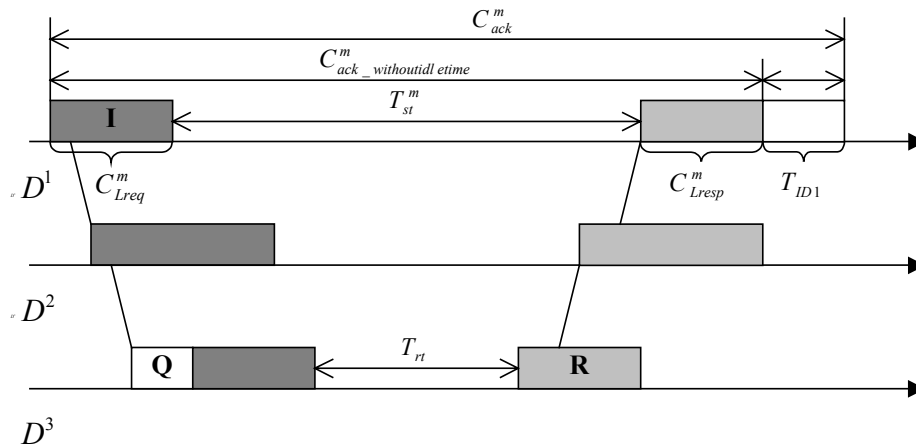 C^m_ack
C^m_ack_withoutidl etime
T^m_st
I
C^m_Lreq
C^m_Lresp
T_ID1
D^1
D^2
T_rt
Q
R
D^3